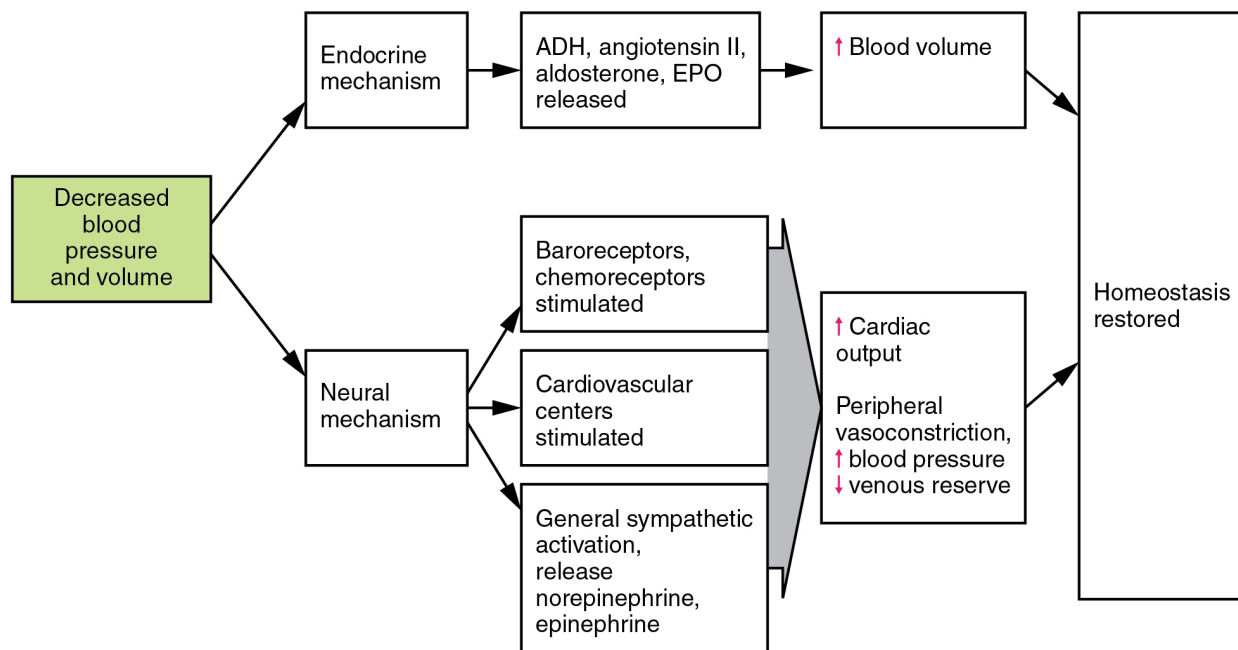 Decreased
blood
pressure
and volume
Endocrine
mechanism
ADH, angiotensin II,
aldosterone, EPO
released
↑ Blood volume
Neural
mechanism
Baroreceptors,
chemoreceptors
stimulated
Cardiovascular
centers
stimulated
General sympathetic
activation,
release
norepinephrine,
epinephrine
↑ Cardiac
output
Peripheral
vasoconstriction,
↑ blood pressure
↓ venous reserve
Homeostasis
restored